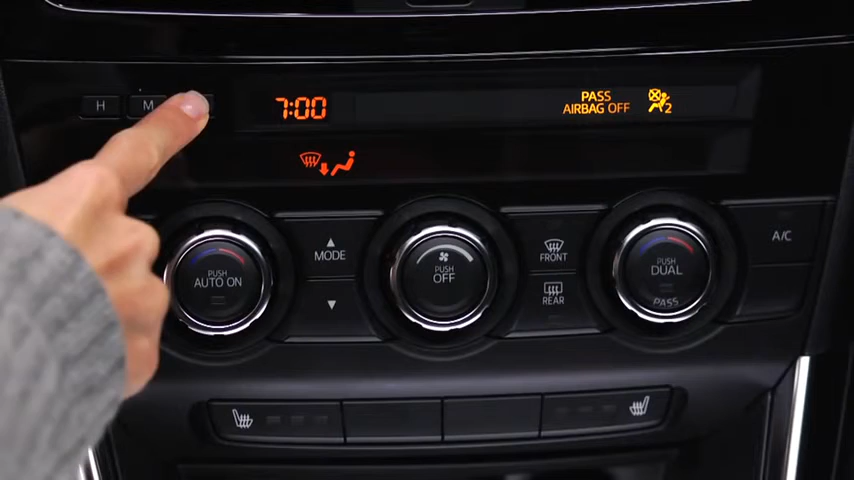 H M
7:00
PASS
AIRBAG OFF
2
PUSH
AUTO ON
MODE
PUSH
OFF
FRONT
REAR
PUSH
DUAL
PASS
A/C